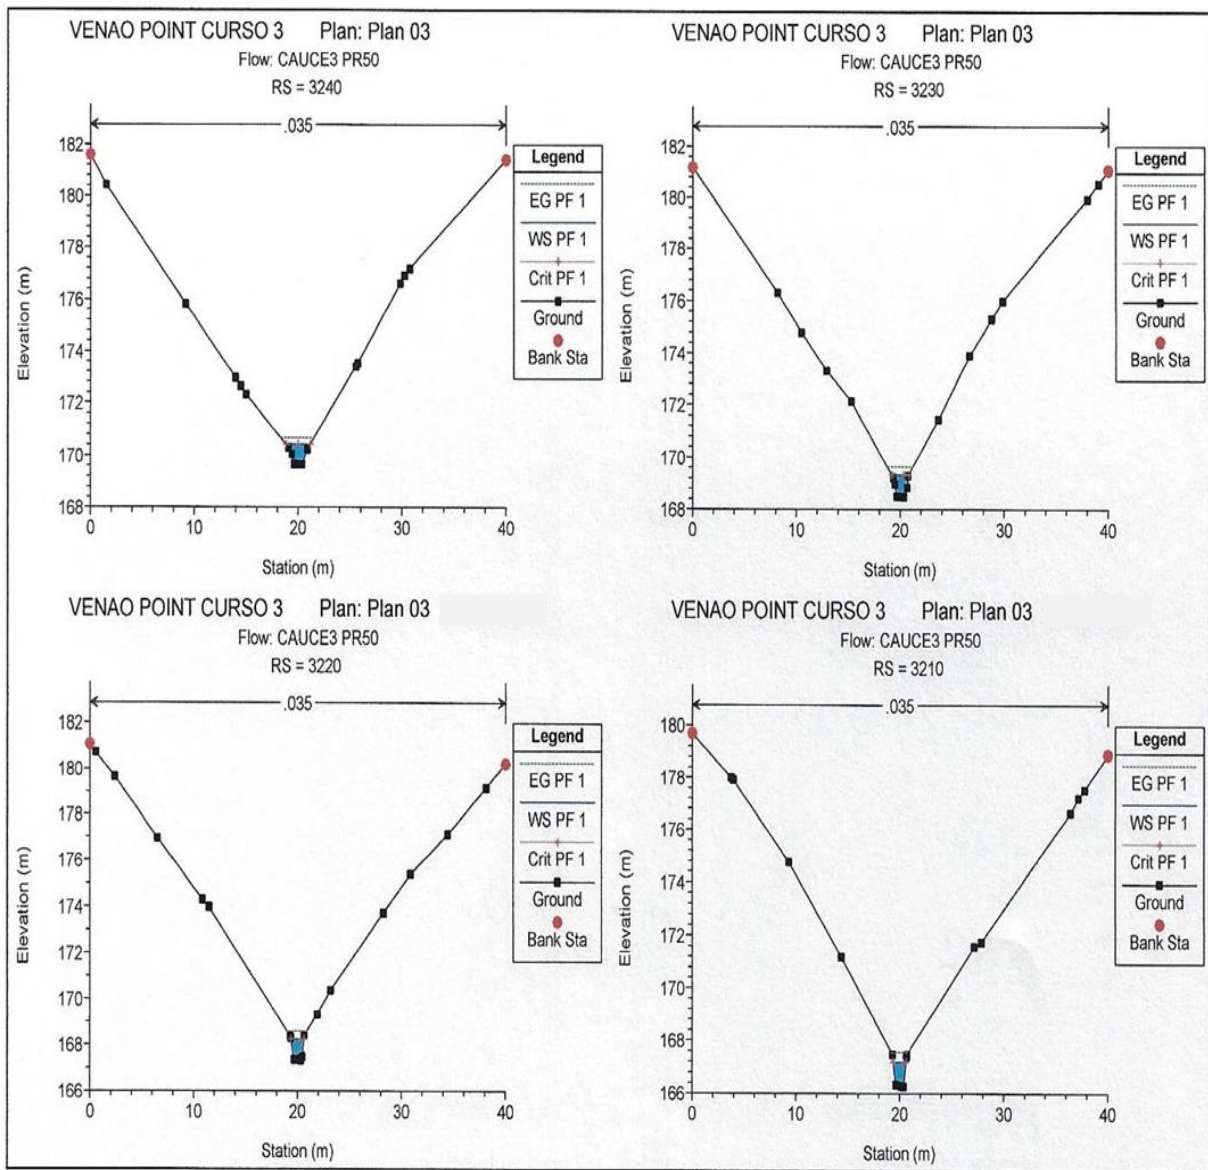 VENAO POINT CURSO 3 Plan: Plan 03
Flow: CAUCE3 PR50
RS = 3240
.035
182
180
178
176
174
172
170
168
Elevation (m)
0 10 20 30 40
Station (m)
Legend
EG PF 1
WS PF 1
Crit PF 1
Ground
Bank Sta
VENAO POINT CURSO 3 Plan: Plan 03
Flow: CAUCE3 PR50
RS = 3230
.035
182
180
178
176
174
172
170
168
Elevation (m)
0 10 20 30 40
Station (m)
Legend
EG PF 1
WS PF 1
Crit PF 1
Ground
Bank Sta
VENAO POINT CURSO 3 Plan: Plan 03
Flow: CAUCE3 PR50
RS = 3220
.035
182
180
178
176
174
172
170
168
166
Elevation (m)
0 10 20 30 40
Station (m)
Legend
EG PF 1
WS PF 1
Crit PF 1
Ground
Bank Sta
VENAO POINT CURSO 3 Plan: Plan 03
Flow: CAUCE3 PR50
RS = 3210
.035
180
178
176
174
172
170
168
166
Elevation (m)
0 10 20 30 40
Station (m)
Legend
EG PF 1
WS PF 1
Crit PF 1
Ground
Bank Sta